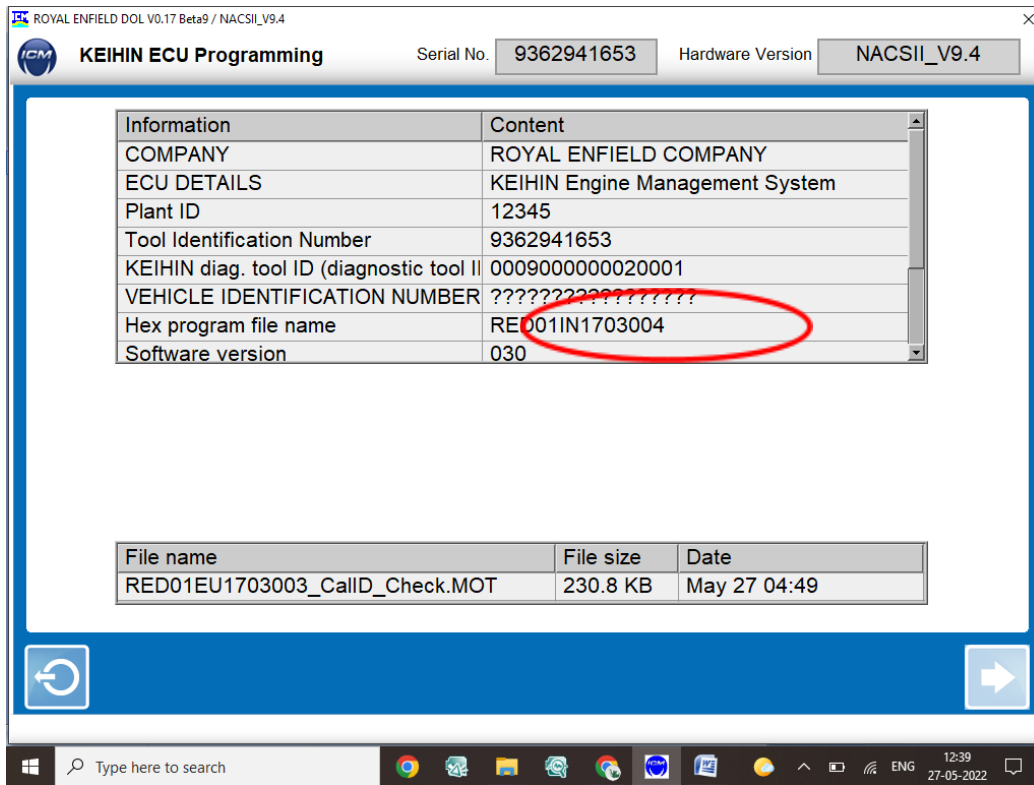 ROYAL ENFIELD DOL V0.17 Beta9 / NACSII_V9.4
ICM KEIHIN ECU Programming Serial No. 9362941653 Hardware Version NACSII_V9.4
Information Content
COMPANY ROYAL ENFIELD COMPANY
ECU DETAILS KEIHIN Engine Management System
Plant ID 12345
Tool Identification Number 9362941653
KEIHIN diag. tool ID (diagnostic tool II 0009000000020001
VEHICLE IDENTIFICATION NUMBER ?????????????????
Hex program file name RED01IN1703004
Software version 030
File name File size Date
RED01EU1703003_CalID_Check.MOT 230.8 KB May 27 04:49
Type here to search ENG 12:39
27-05-2022